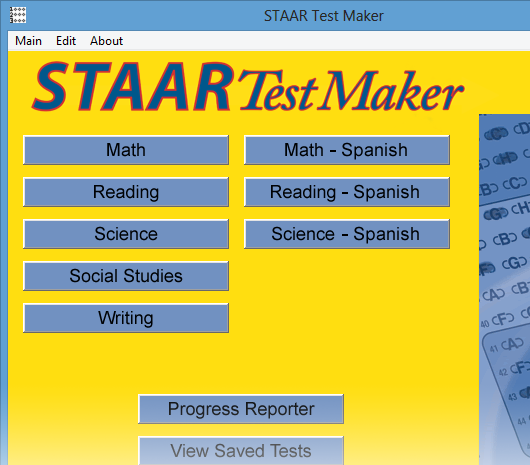 STAAR Test Maker
Main Edit About
STAAR Test Maker
Math
Math - Spanish
Reading
Reading - Spanish
Science
Science - Spanish
Social Studies
Writing
Progress Reporter
View Saved Tests